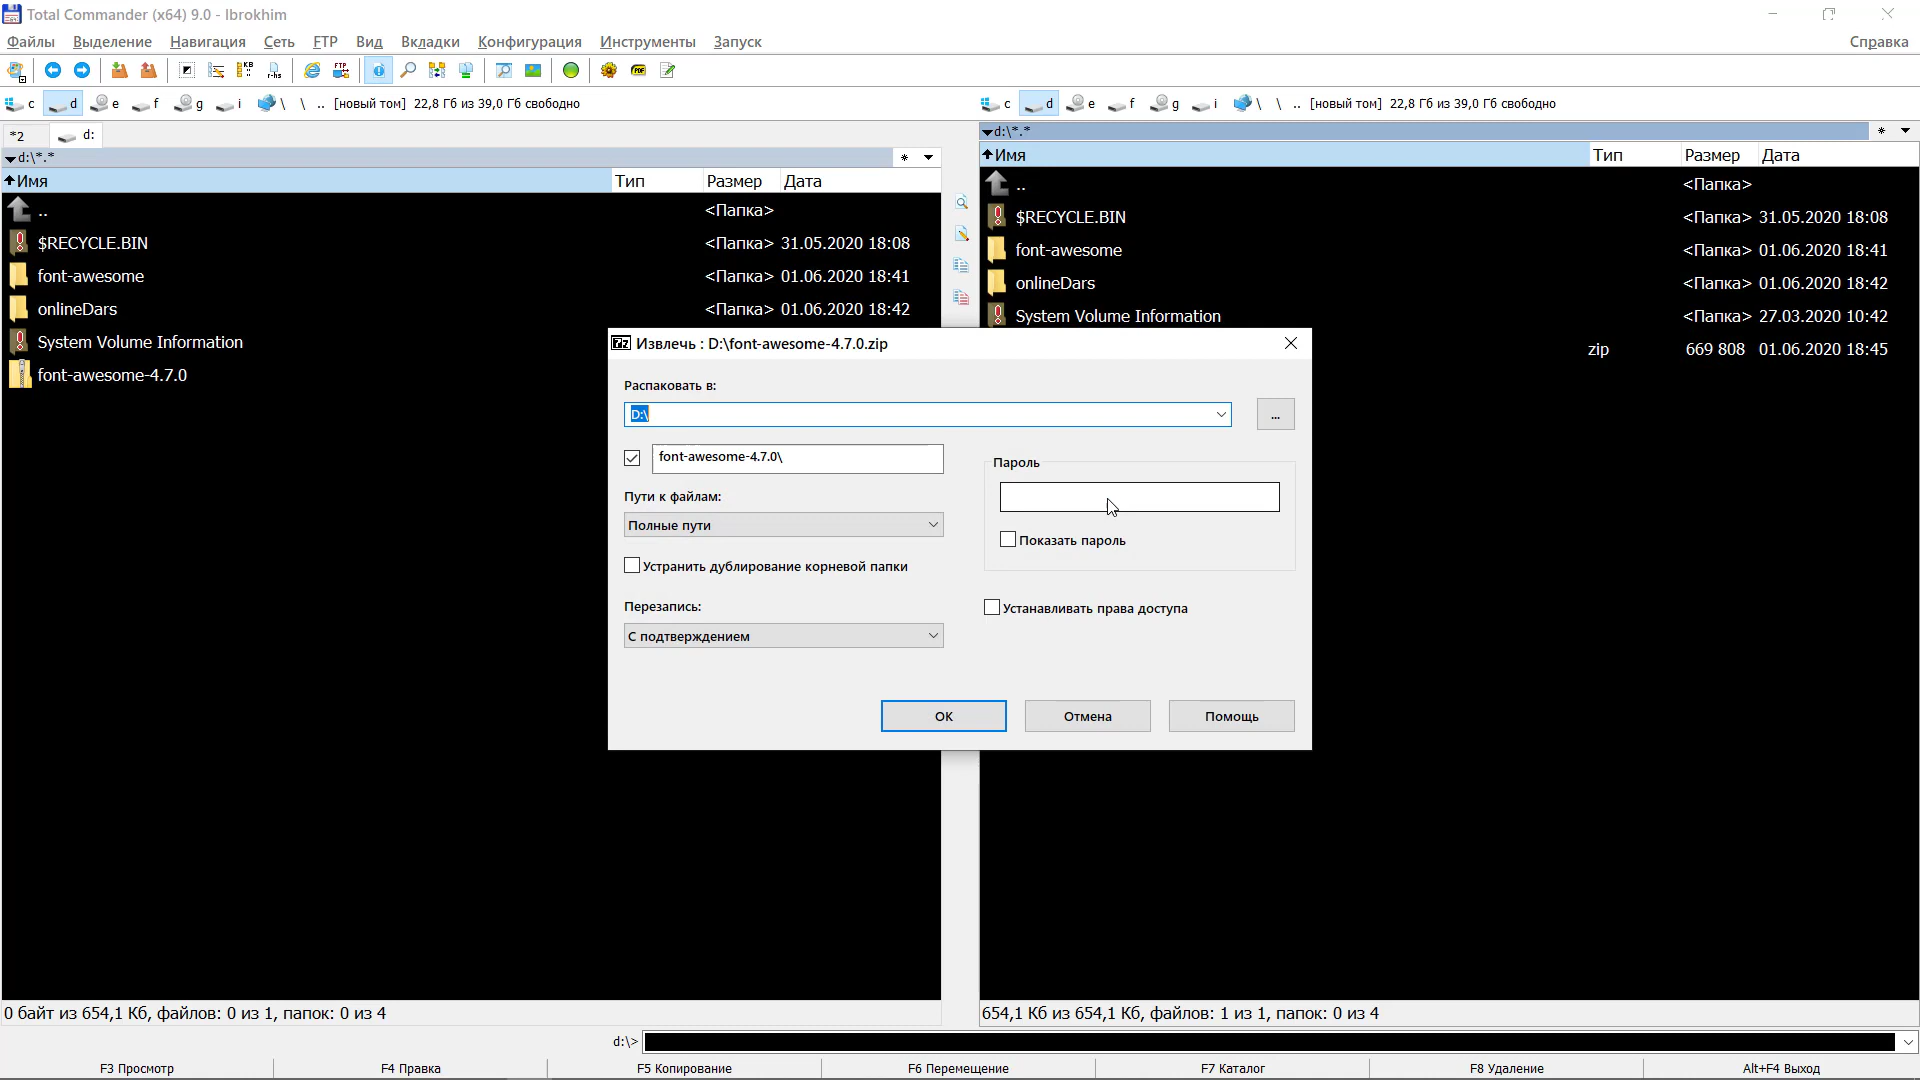 Total Commander (x64) 9.0 - Ibrokhim
Файлы Выделение Навигация Сеть FTP Вид Вкладки Конфигурация Инструменты Запуск Справка
c d e f g i \ \ .. [новый том] 22,8 Гб из 39,0 Гб свободно
c d e f g i \ \ .. [новый том] 22,8 Гб из 39,0 Гб свободно
*2 d:
d:\*.* * 
Имя Тип Размер Дата
.. <Папка>
$RECYCLE.BIN <Папка> 31.05.2020 18:08
font-awesome <Папка> 01.06.2020 18:41
onlineDars <Папка> 01.06.2020 18:42
System Volume Information
font-awesome-4.7.0
d:\*.* *
Имя Тип Размер Дата
.. <Папка>
$RECYCLE.BIN <Папка> 31.05.2020 18:08
font-awesome <Папка> 01.06.2020 18:41
onlineDars <Папка> 01.06.2020 18:42
System Volume Information <Папка> 27.03.2020 10:42
zip 669 808 01.06.2020 18:45
7z Извлечь : D:\font-awesome-4.7.0.zip
Распаковать в:
D:\
...
font-awesome-4.7.0\
Пути к файлам:
Полные пути
Устранить дублирование корневой папки
Перезапись:
С подтверждением
Пароль
Показать пароль
Устанавливать права доступа
OK Отмена Помощь
0 байт из 654,1 Кб, файлов: 0 из 1, папок: 0 из 4
654,1 Кб из 654,1 Кб, файлов: 1 из 1, папок: 0 из 4
d:\>
F3 Просмотр F4 Правка F5 Копирование F6 Перемещение F7 Каталог F8 Удаление Alt+F4 Выход